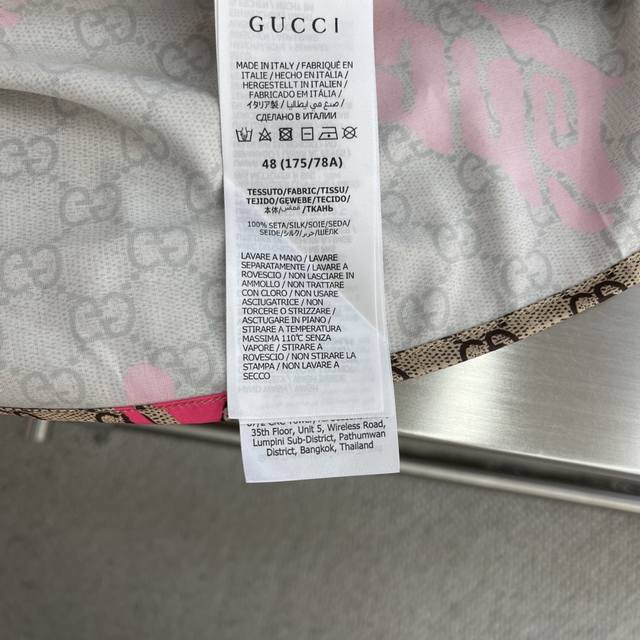 GUCCI
MADE IN ITALY / FABRIQUÉ EN
ITALIE / HECHO EN ITALIA /
HERGESTELLT IN ITALIEN /
FABRICADO EM ITÁLIA /
イタリア製 / صنع في إيطاليا /
СДЕЛАНО В ИТАЛИИ
48 (175/78A)
TESSUTO/FABRIC/TISSU/
TEJIDO/GEWEBE/TECIDO/
本体/قماش/ТКАНЬ
100% SETA/SILK/SOIE/SEDA/
SEIDE/シルク/حرير/ШЁЛК
LAVARE A MANO / LAVARE
SEPARATAMENTE / LAVARE A
ROVESCIO / NON LASCIARE IN
AMMOLLO / NON TRATTARE
CON CLORO / NON USARE
ASCIUGATRICE / NON
TORCERE O STRIZZARE /
ASCTUGARE IN PIANO /
STIRARE A TEMPERATURA
MASSIMA 110℃ SENZA
VAPORE / STIRARE A
ROVESCIO / NON STIRARE LA
STAMPA / NON LAVARE A
SECCO
35th Floor, Unit 5, Wireless Road,
Lumpini Sub-District, Pathumwan
District, Bangkok, Thailand